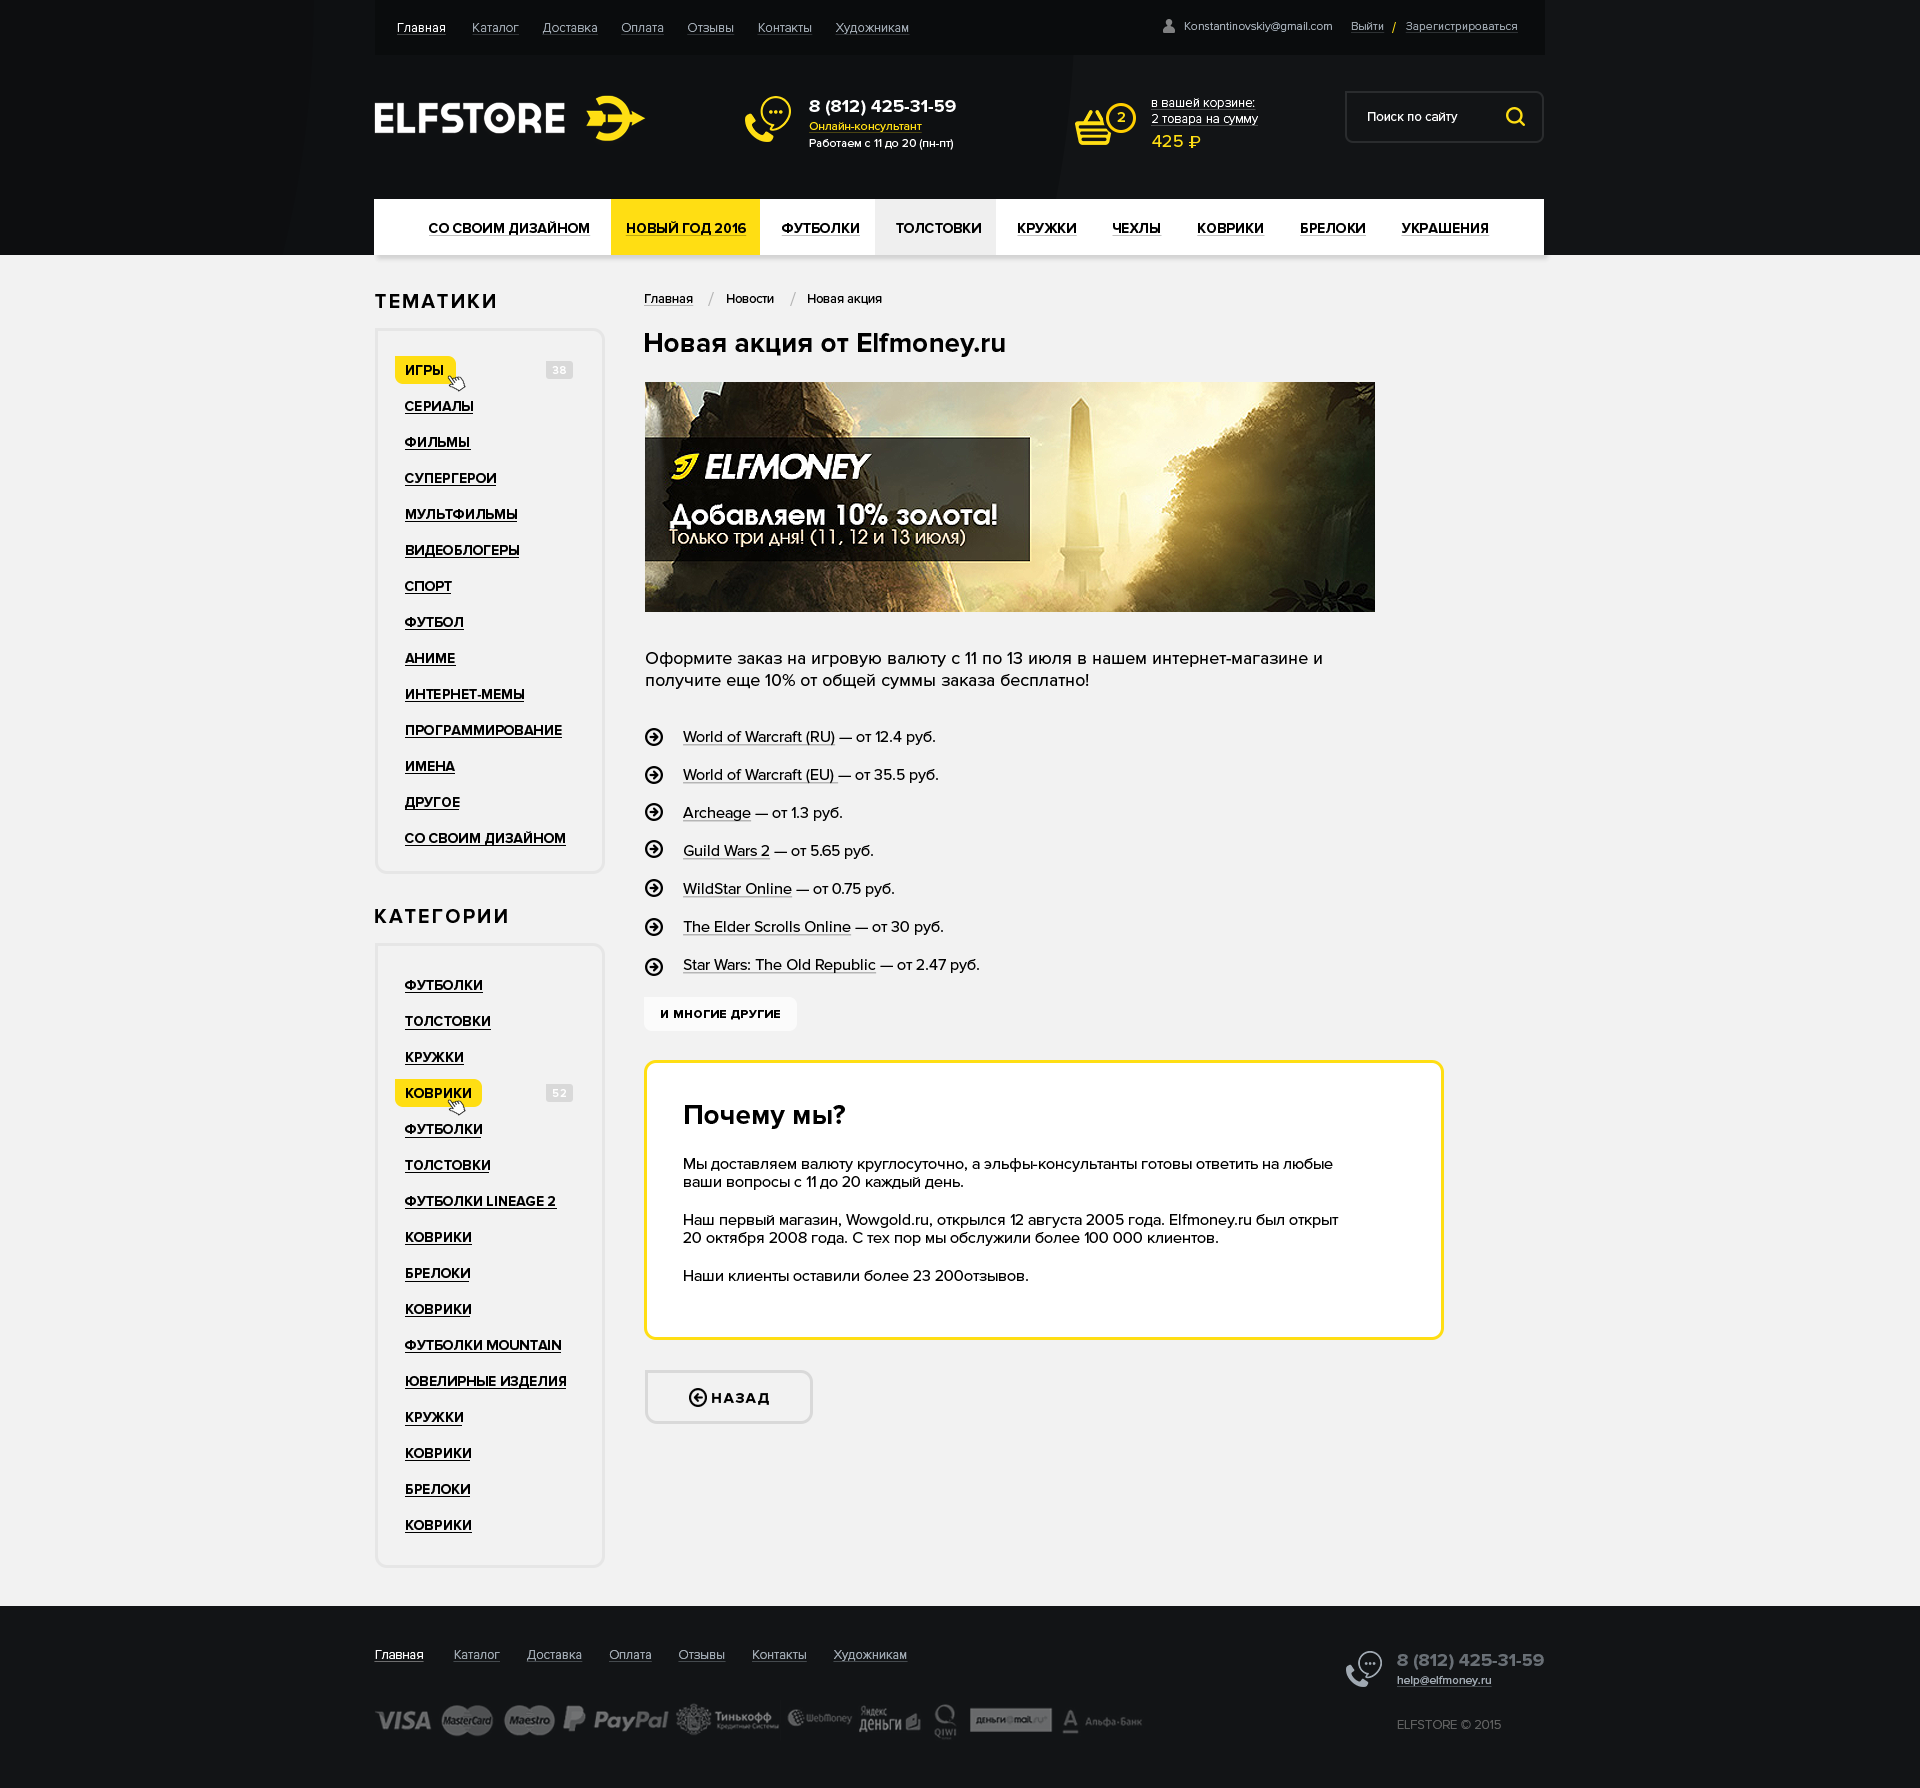 Главная Каталог Доставка Оплата Отзывы Контакты Художникам
Konstantinovskiy@gmail.com Выйти / Зарегистрироваться
ELFSTORE
8 (812) 425-31-59
Онлайн-консультант
Работаем с 11 до 20 (пн-пт)
2
в вашей корзине:
2 товара на сумму
425 ₽
Поиск по сайту
СО СВОИМ ДИЗАЙНОМ НОВЫЙ ГОД 2016 ФУТБОЛКИ ТОЛСТОВКИ КРУЖКИ ЧЕХЛЫ КОВРИКИ БРЕЛОКИ УКРАШЕНИЯ
ТЕМАТИКИ
ИГРЫ 38
СЕРИАЛЫ
ФИЛЬМЫ
СУПЕРГЕРОИ
МУЛЬТФИЛЬМЫ
ВИДЕОБЛОГЕРЫ
СПОРТ
ФУТБОЛ
АНИМЕ
ИНТЕРНЕТ-МЕМЫ
ПРОГРАММИРОВАНИЕ
ИМЕНА
ДРУГОЕ
СО СВОИМ ДИЗАЙНОМ
КАТЕГОРИИ
ФУТБОЛКИ
ТОЛСТОВКИ
КРУЖКИ
КОВРИКИ 52
ФУТБОЛКИ
ТОЛСТОВКИ
ФУТБОЛКИ LINEAGE 2
КОВРИКИ
БРЕЛОКИ
КОВРИКИ
ФУТБОЛКИ MOUNTAIN
ЮВЕЛИРНЫЕ ИЗДЕЛИЯ
КРУЖКИ
КОВРИКИ
БРЕЛОКИ
КОВРИКИ
Главная / Новости / Новая акция
Новая акция от Elfmoney.ru
ELFMONEY
Добавляем 10% золота!
Только три дня! (11, 12 и 13 июля)
Оформите заказ на игровую валюту с 11 по 13 июля в нашем интернет-магазине и
получите еще 10% от общей суммы заказа бесплатно!
World of Warcraft (RU) — от 12.4 руб.
World of Warcraft (EU) — от 35.5 руб.
Archeage — от 1.3 руб.
Guild Wars 2 — от 5.65 руб.
WildStar Online — от 0.75 руб.
The Elder Scrolls Online — от 30 руб.
Star Wars: The Old Republic — от 2.47 руб.
И МНОГИЕ ДРУГИЕ
Почему мы?
Мы доставляем валюту круглосуточно, а эльфы-консультанты готовы ответить на любые
ваши вопросы с 11 до 20 каждый день.
Наш первый магазин, Wowgold.ru, открылся 12 августа 2005 года. Elfmoney.ru был открыт
20 октября 2008 года. С тех пор мы обслужили более 100 000 клиентов.
Наши клиенты оставили более 23 200отзывов.
НАЗАД
Главная Каталог Доставка Оплата Отзывы Контакты Художникам
VISA MasterCard Maestro PayPal Тинькофф Кредитные Системы WebMoney Яндекс деньги QIWI деньги@mail.ru А Альфа·Банк
8 (812) 425-31-59
help@elfmoney.ru
ELFSTORE © 2015